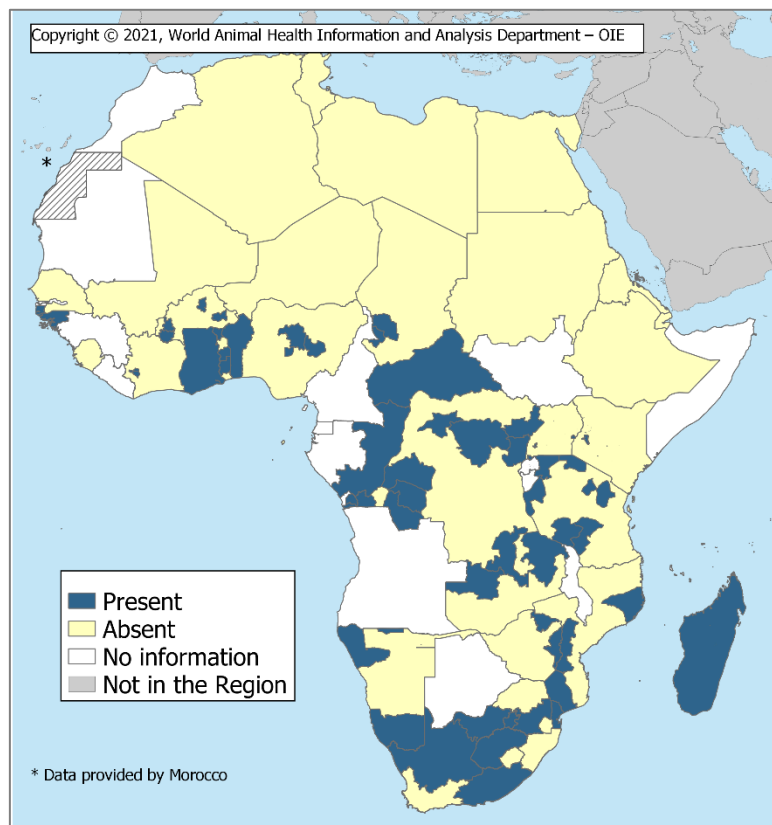 Copyright © 2021, World Animal Health Information and Analysis Department – OIE
*
Present
Absent
No information
Not in the Region
* Data provided by Morocco